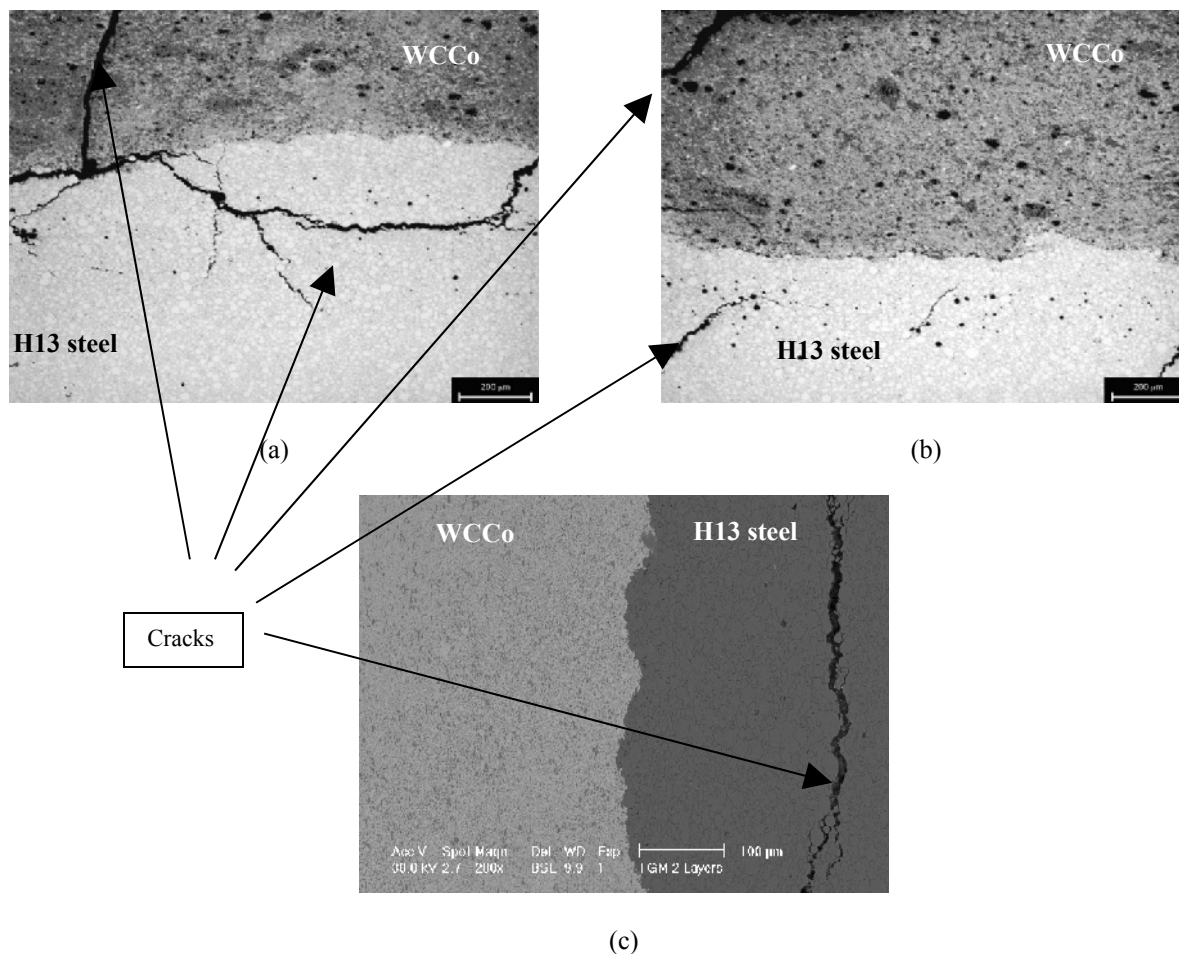 WCCo
WCCo
H13 steel
H13 steel
200 µm
200 µm
(a)
(b)
WCCo
H13 steel
Cracks
Acc V Spot Magn Det WD Exp
30.0 kV 2.7 200x BSE 9.9 1
100 µm
2 Layers
(c)